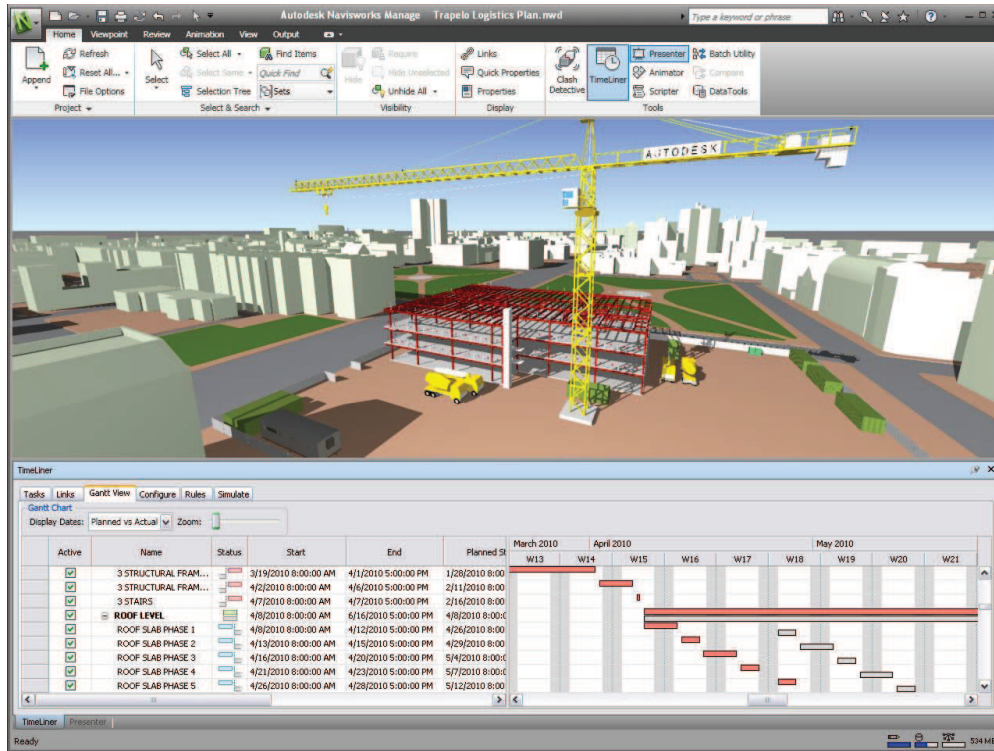 Autodesk Navisworks Manage Trapelo Logistics Plan.nwd
Type a keyword or phrase
Home Viewpoint Review Animation View Output
Append
Refresh
Reset All...
File Options
Project
Select
Select All
Select Same
Selection Tree
Find Items
Quick Find
Sets
Select & Search
Hide
Require
Hide Unselected
Unhide All
Visibility
Links
Quick Properties
Properties
Display
Clash Detective
TimeLiner
Presenter
Animator
Scripter
Batch Utility
Compare
DataTools
Tools
AUTODESK
TimeLiner
Tasks Links Gantt View Configure Rules Simulate
Gantt Chart
Display Dates: Planned vs Actual Zoom:
Active Name Status Start End Planned St
March 2010 April 2010 May 2010
W13 W14 W15 W16 W17 W18 W19 W20 W21
3 STRUCTURAL FRAM... 3/19/2010 8:00:00 AM 4/1/2010 5:00:00 PM 1/28/2010 8:00
3 STRUCTURAL FRAM... 4/2/2010 8:00:00 AM 4/6/2010 5:00:00 PM 2/11/2010 8:00
3 STAIRS 4/7/2010 8:00:00 AM 4/7/2010 5:00:00 PM 2/16/2010 8:00
ROOF LEVEL 4/8/2010 8:00:00 AM 6/16/2010 5:00:00 PM 4/8/2010 8:00:0
ROOF SLAB PHASE 1 4/8/2010 8:00:00 AM 4/12/2010 5:00:00 PM 4/26/2010 8:00
ROOF SLAB PHASE 2 4/13/2010 8:00:00 AM 4/15/2010 5:00:00 PM 4/29/2010 8:00
ROOF SLAB PHASE 3 4/16/2010 8:00:00 AM 4/20/2010 5:00:00 PM 5/4/2010 8:00:0
ROOF SLAB PHASE 4 4/21/2010 8:00:00 AM 4/23/2010 5:00:00 PM 5/7/2010 8:00:0
ROOF SLAB PHASE 5 4/26/2010 8:00:00 AM 4/28/2010 5:00:00 PM 5/12/2010 8:00
TimeLiner Presenter
Ready
534 ME